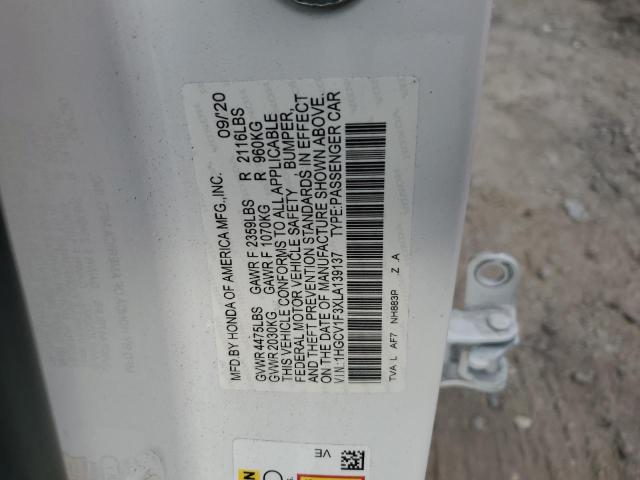 MFD BY HONDA OF AMERICA MFG.,INC. 09/20
GVWR 4475LBS GAWR F 2359LBS R 2116LBS
GVWR 2030KG GAWR F 1070KG R 960KG
THIS VEHICLE CONFORMS TO ALL APPLICABLE
FEDERAL MOTOR VEHICLE SAFETY, BUMPER,
AND THEFT PREVENTION STANDARDS IN EFFECT
ON THE DATE OF MANUFACTURE SHOWN ABOVE.
V.I.N.:1HGCV1F3XLA139137 TYPE:PASSENGER CAR
TVA L AF7 NH883P Z A
VE